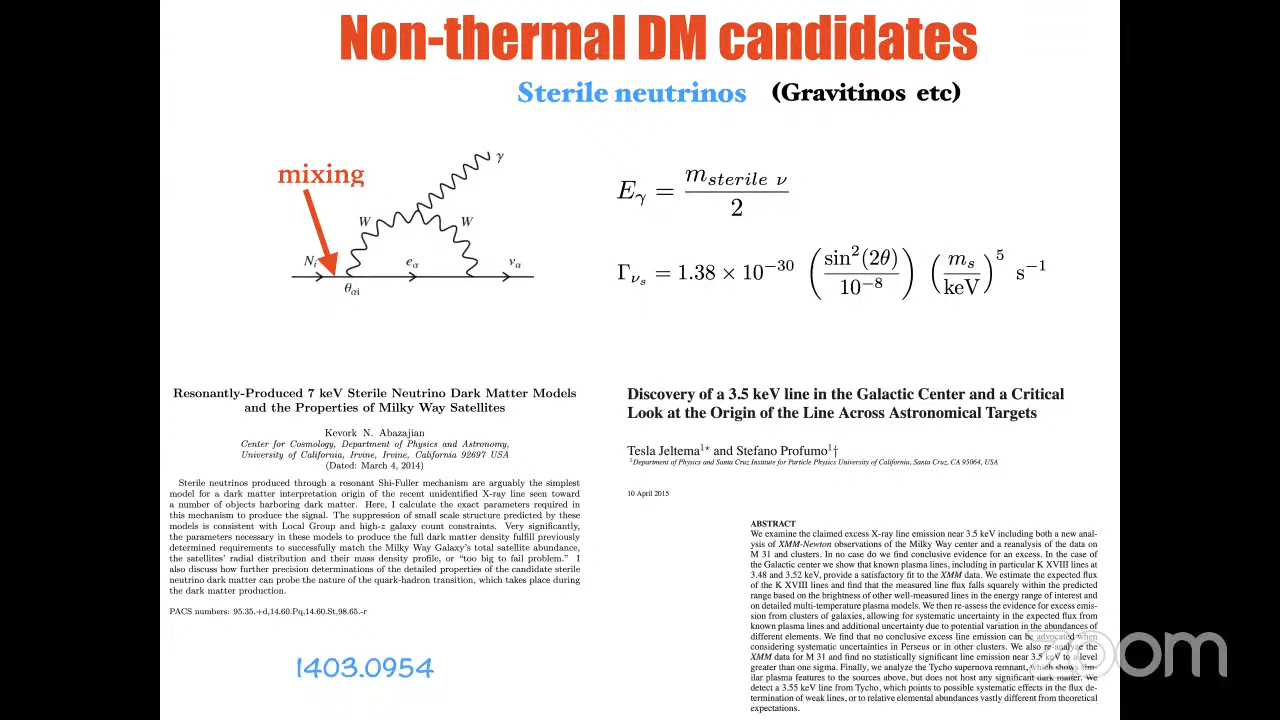 Non-thermal DM candidates
Sterile neutrinos (Gravitinos etc)
mixing
γ
W W
N_i e_α ν_α
θ_αi
E_γ = m_sterile ν / 2
Γ_ν_s = 1.38 × 10^−30 (sin^2(2θ) / 10^−8) (m_s / keV)^5 s^−1
Resonantly-Produced 7 keV Sterile Neutrino Dark Matter Models
and the Properties of Milky Way Satellites
Kevork N. Abazajian
Center for Cosmology, Department of Physics and Astronomy,
University of California, Irvine, Irvine, California 92697 USA
(Dated: March 4, 2014)
Sterile neutrinos produced through a resonant Shi-Fuller mechanism are arguably the simplest
model for a dark matter interpretation origin of the recent unidentified X-ray line seen toward
a number of objects harboring dark matter. Here, I calculate the exact parameters required in
this mechanism to produce the signal. The suppression of small scale structure predicted by these
models is consistent with Local Group and high-z galaxy count constraints. Very significantly,
the parameters necessary in these models to produce the full dark matter density fulfill previously
determined requirements to successfully match the Milky Way Galaxy's total satellite abundance,
the satellites' radial distribution and their mass density profile, or “too big to fail problem.” I
also discuss how further precision determinations of the detailed properties of the candidate sterile
neutrino dark matter can probe the nature of the quark-hadron transition, which takes place during
the dark matter production.
PACS numbers: 95.35.+d,14.60.Pq,14.60.St,98.65.-r
1403.0954
Discovery of a 3.5 keV line in the Galactic Center and a Critical
Look at the Origin of the Line Across Astronomical Targets
Tesla Jeltema^1⋆ and Stefano Profumo^1†
^1Department of Physics and Santa Cruz Institute for Particle Physics University of California, Santa Cruz, CA 95064, USA
10 April 2015
ABSTRACT
We examine the claimed excess X-ray line emission near 3.5 keV including both a new anal-
ysis of XMM-Newton observations of the Milky Way center and a reanalysis of the data on
M 31 and clusters. In no case do we find conclusive evidence for an excess. In the case of
the Galactic center we show that known plasma lines, including in particular K XVIII lines at
3.48 and 3.52 keV, provide a satisfactory fit to the XMM data. We estimate the expected flux
of the K XVIII lines and find that the measured line flux falls squarely within the predicted
range based on the brightness of other well-measured lines in the energy range of interest and
on detailed multi-temperature plasma models. We then re-assess the evidence for excess emis-
sion from clusters of galaxies, allowing for systematic uncertainty in the expected flux from
known plasma lines and additional uncertainty due to potential variation in the abundances of
different elements. We find that no conclusive excess line emission can be advocated when
considering systematic uncertainties in Perseus or in other clusters. We also re-analyze the
XMM data for M 31 and find no statistically significant line emission near 3.5 keV to a level
greater than one sigma. Finally, we analyze the Tycho supernova remnant, which shows sim-
ilar plasma features to the sources above, but does not host any significant dark matter. We
detect a 3.55 keV line from Tycho, which points to possible systematic effects in the flux de-
termination of weak lines, or to relative elemental abundances vastly different from theoretical
expectations.
zoom